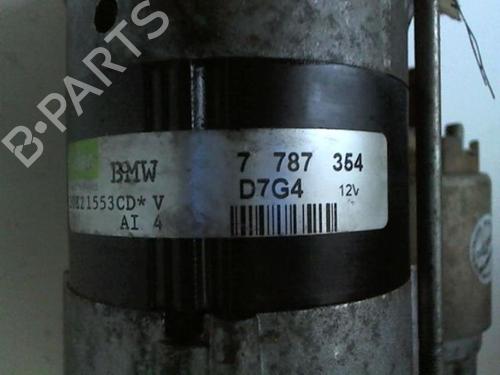 B-PARTS
BMW 7 787 354
D7G4 12V
21553CD* V
AI 4